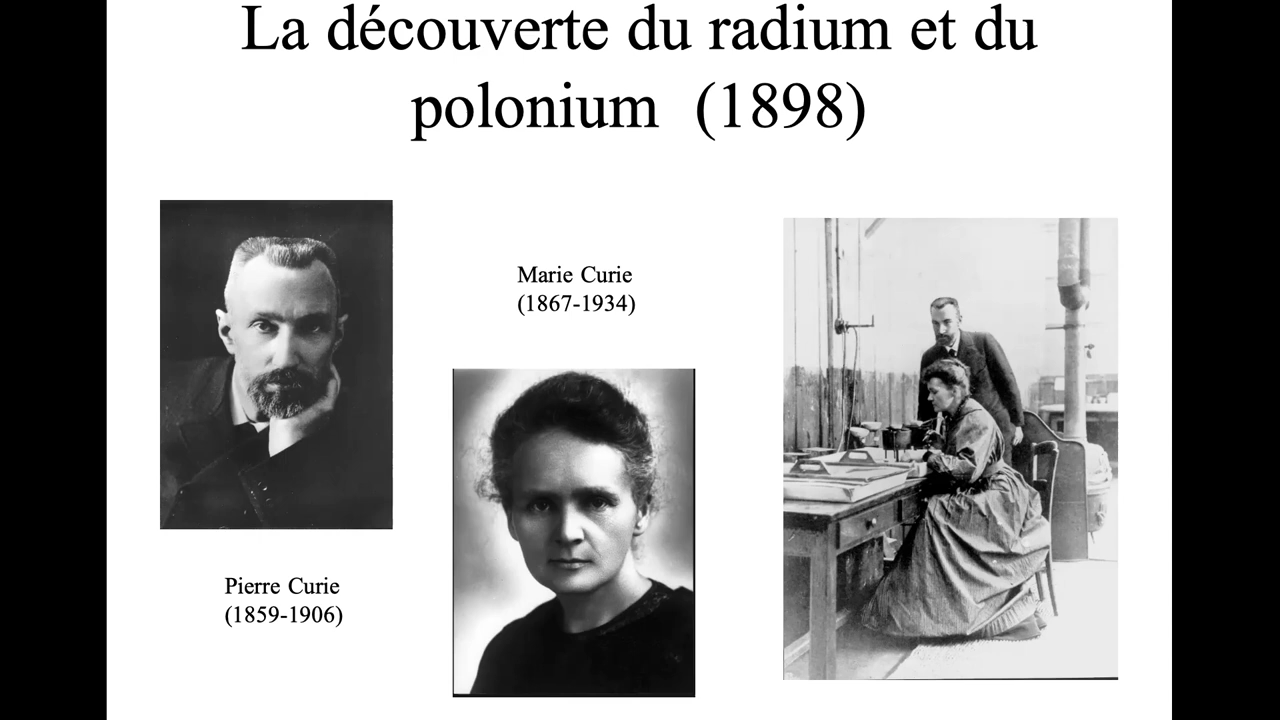 La découverte du radium et du
polonium (1898)
Marie Curie
(1867-1934)
Pierre Curie
(1859-1906)